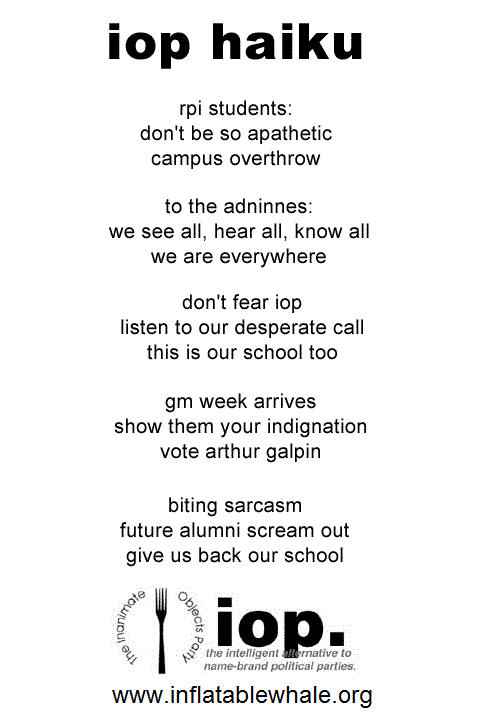 iop haiku
rpi students:
don't be so apathetic
campus overthrow
to the adninnes:
we see all, hear all, know all
we are everywhere
don't fear iop
listen to our desperate call
this is our school too
gm week arrives
show them your indignation
vote arthur galpin
biting sarcasm
future alumni scream out
give us back our school
The Inanimate Objects Party
iop.
the intelligent alternative to
name-brand political parties.
www.inflatablewhale.org